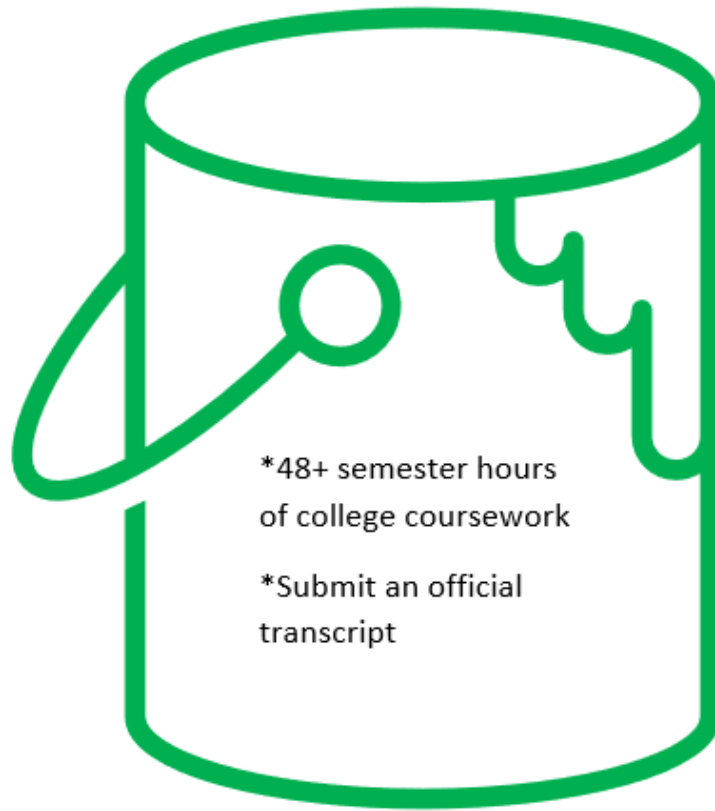 *48+ semester hours
of college coursework
*Submit an official
transcript